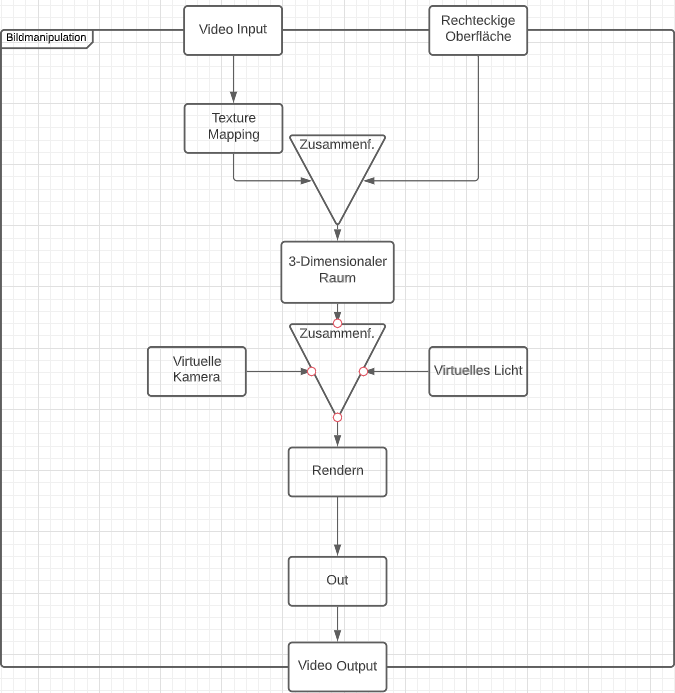 Video Input
Rechteckige
Oberfläche
Bildmanipulation
Texture
Mapping
Zusammenf.
3-Dimensionaler
Raum
Zusammenf.
Virtuelle
Kamera
Virtuelles Licht
Rendern
Out
Video Output